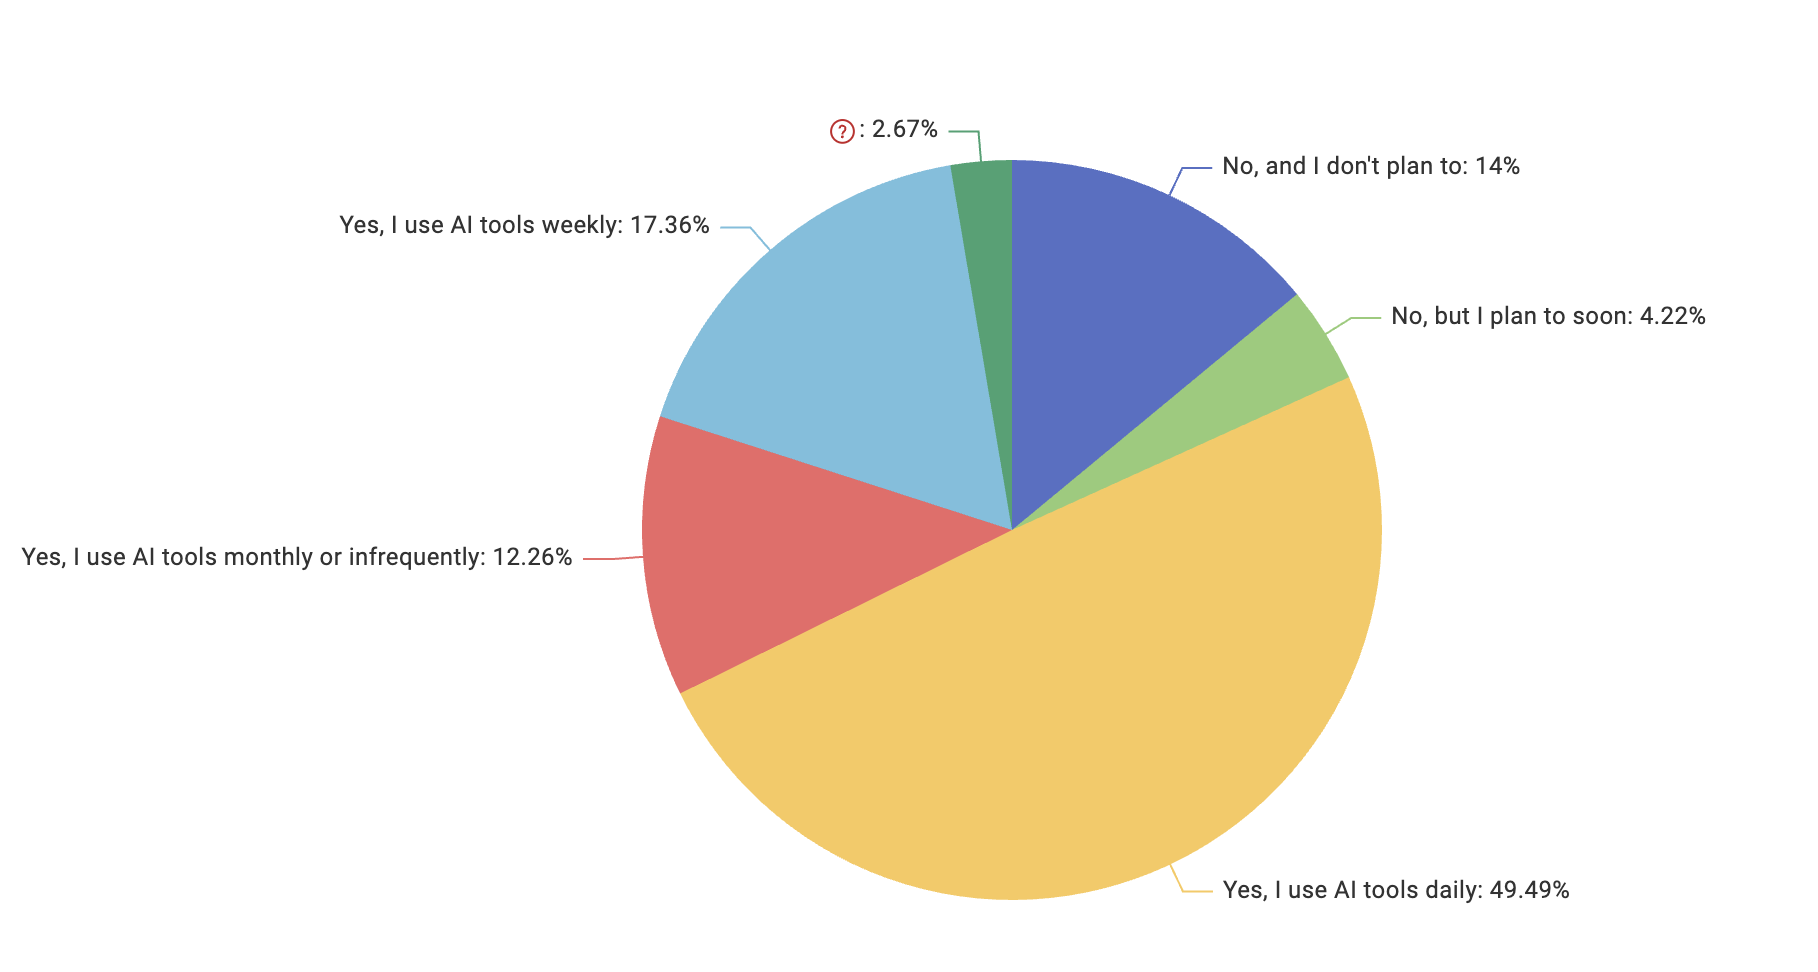 ?: 2.67%
No, and I don't plan to: 14%
Yes, I use AI tools weekly: 17.36%
No, but I plan to soon: 4.22%
Yes, I use AI tools monthly or infrequently: 12.26%
Yes, I use AI tools daily: 49.49%